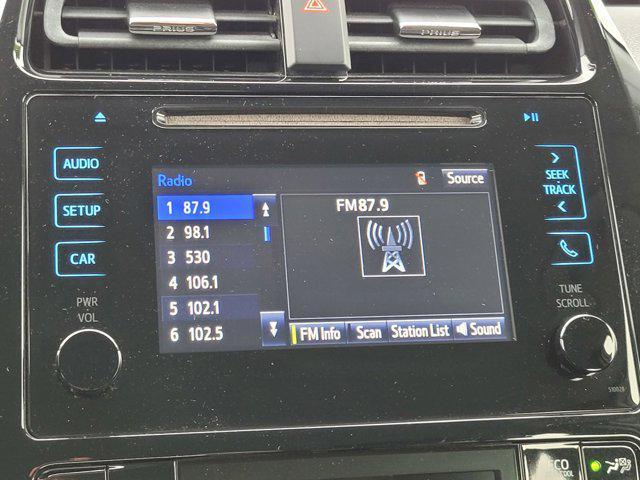 PRIUS
PRIUS
AUDIO
SETUP
CAR
PWR
VOL
Radio
Source
1 87.9
2 98.1
3 530
4 106.1
5 102.1
6 102.5
FM87.9
FM Info
Scan
Station List
Sound
SEEK
TRACK
TUNE
SCROLL
510029
ECO